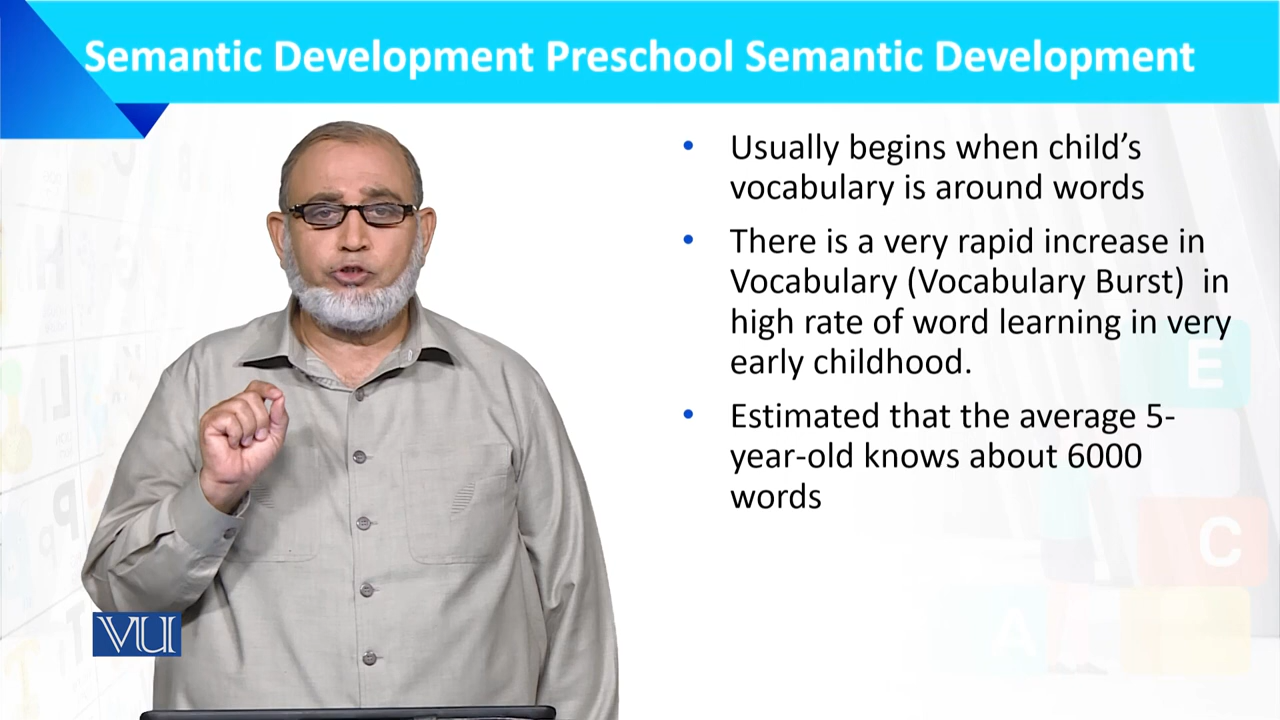 Semantic Development Preschool Semantic Development
• Usually begins when child’s
vocabulary is around words
• There is a very rapid increase in
Vocabulary (Vocabulary Burst) in
high rate of word learning in very
early childhood.
• Estimated that the average 5-
year-old knows about 6000
words
VU
E
C
A